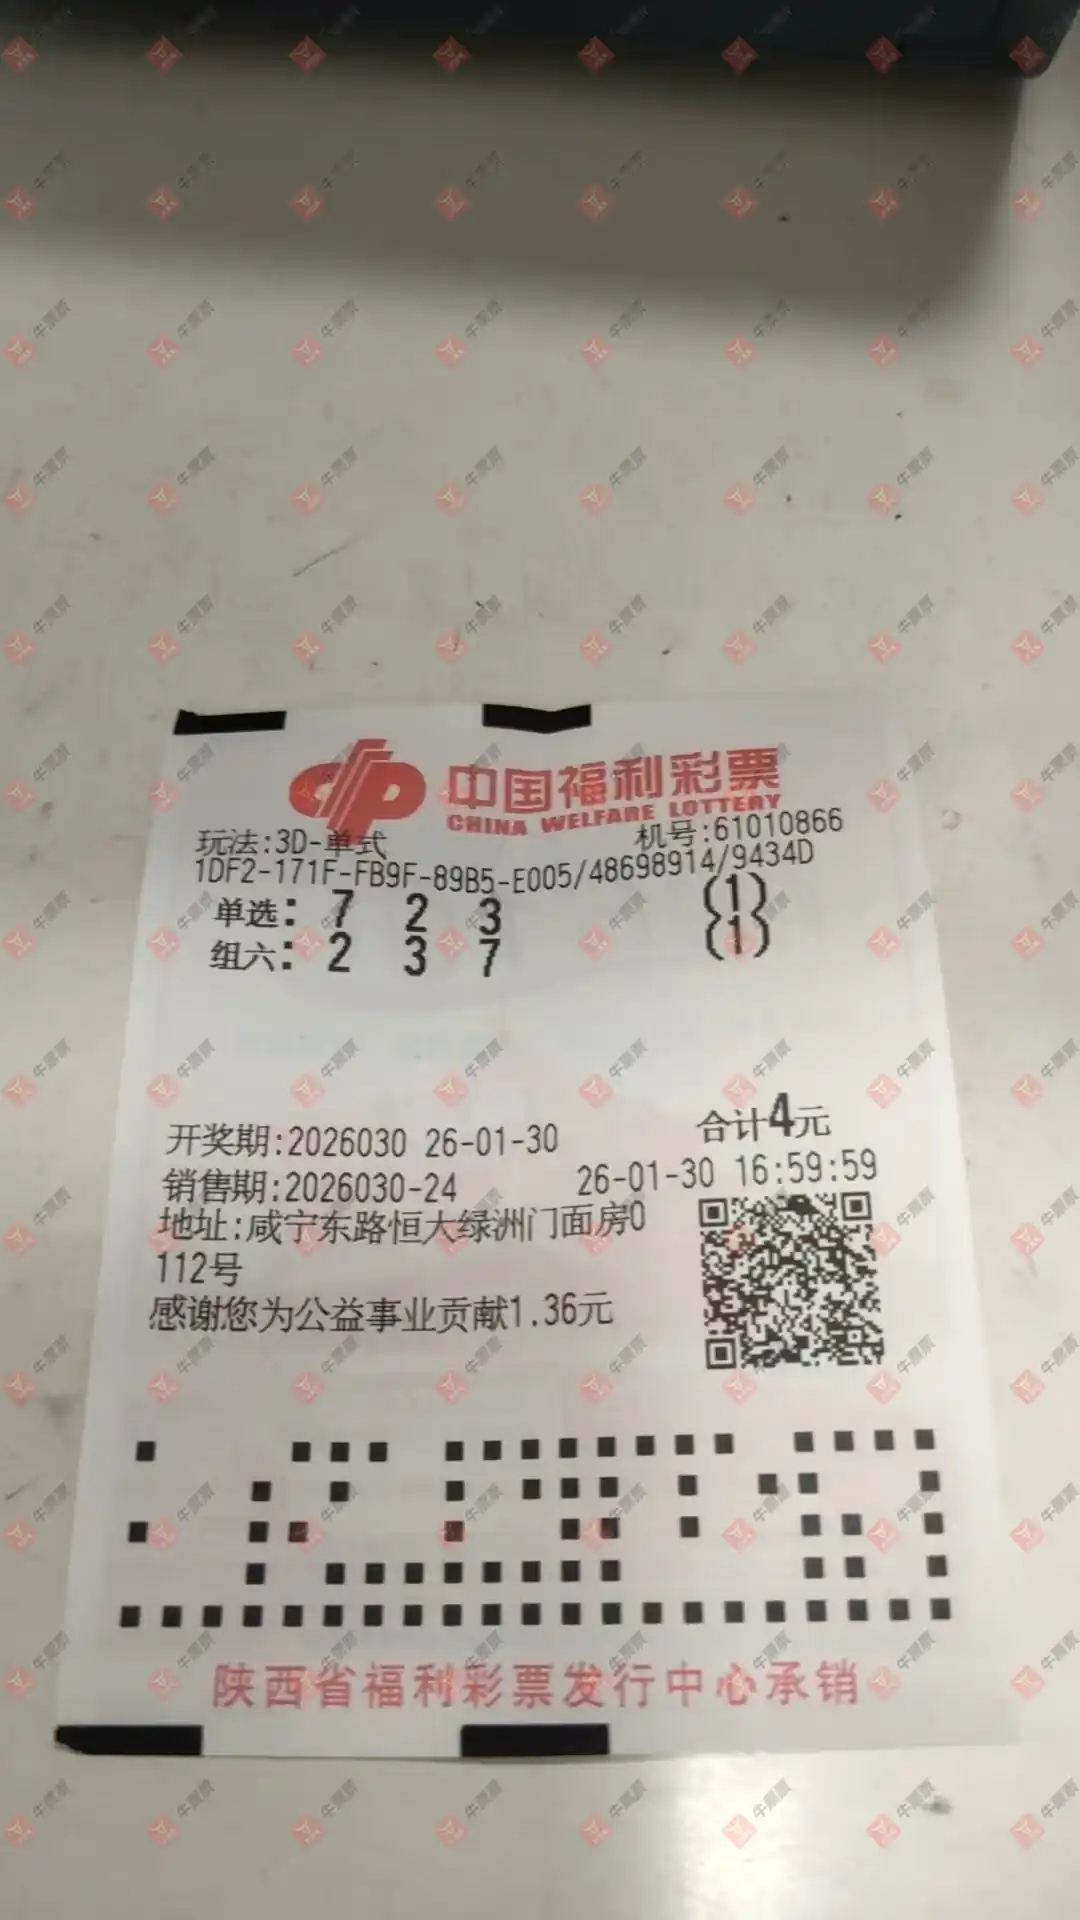 中国福利彩票
CHINA WELFARE LOTTERY
玩法:3D-单式 机号:61010866
1DF2-171F-FB9F-89B5-E005/48698914/9434D
单选: 7 2 3 (1)
组六: 2 3 7 (1)
合计4元
开奖期:2026030 26-01-30
销售期:2026030-24 26-01-30 16:59:59
地址:咸宁东路恒大绿洲门面房0
112号
感谢您为公益事业贡献1.36元
陕西省福利彩票发行中心承销
牛票票